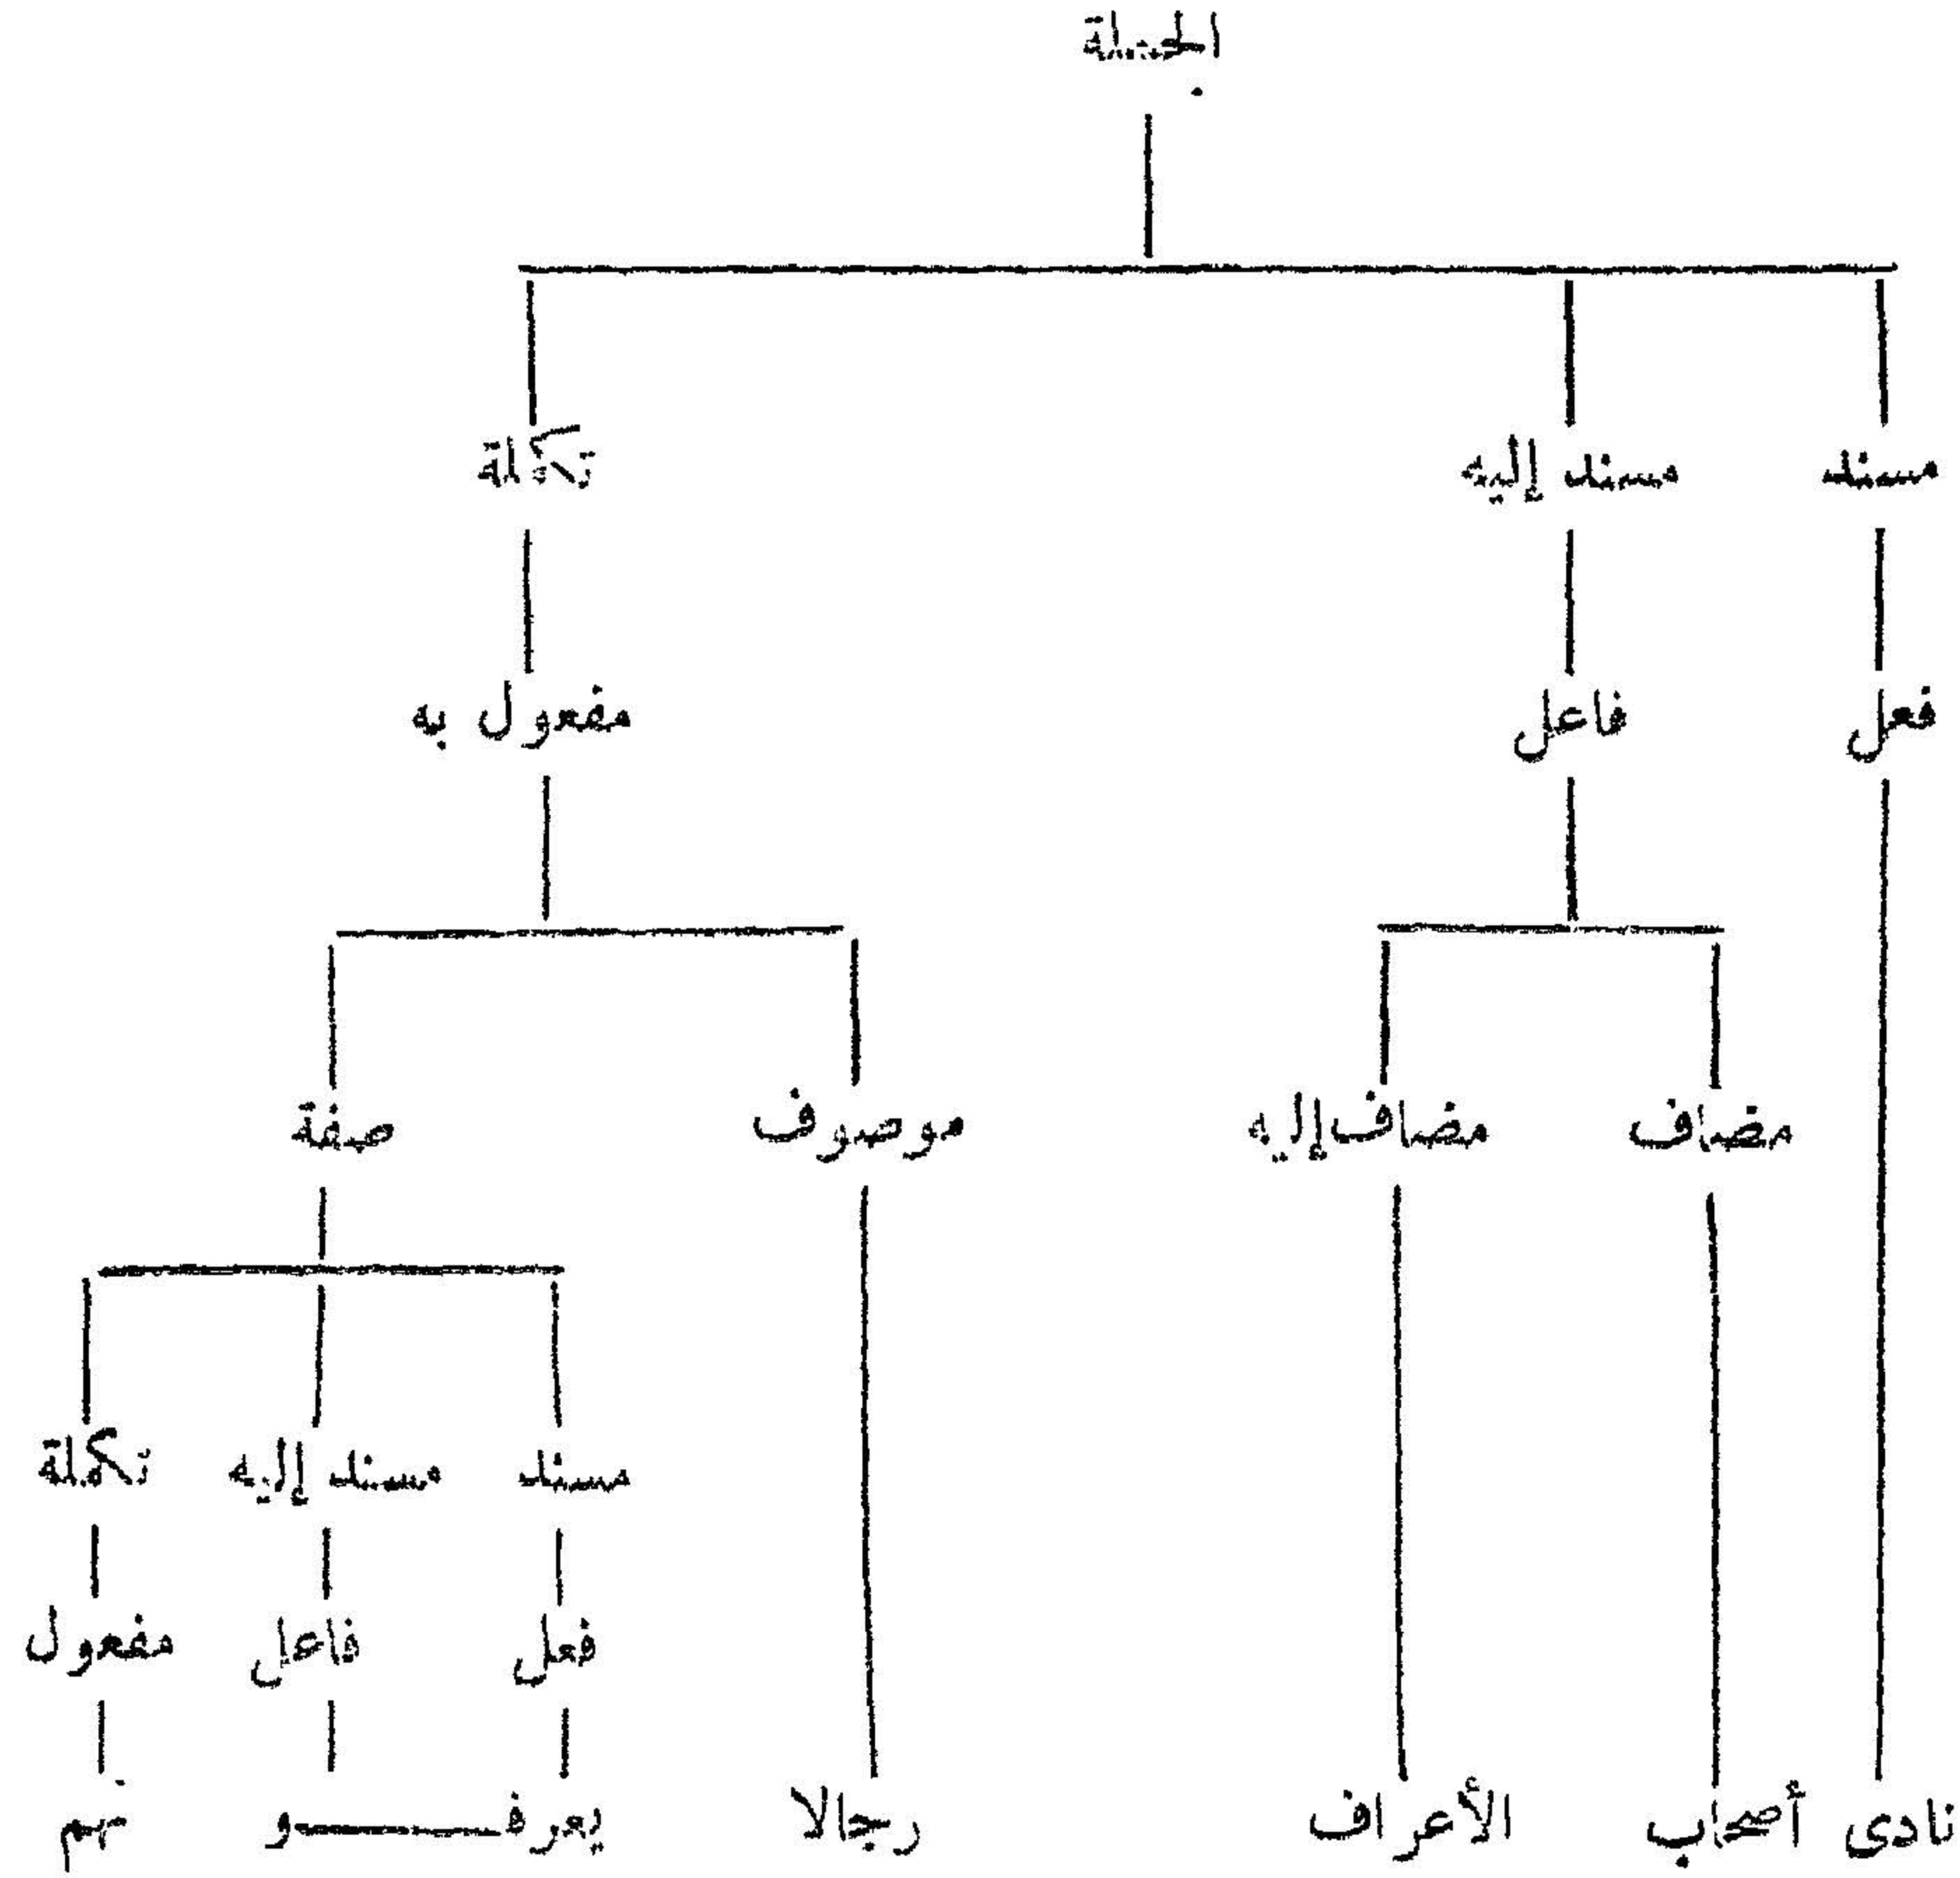 الجملة
مسند مسند إليه تكملة
فعل فاعل مفعول به
مضاف مضاف إليه موصوف صفة
مسند مسند إليه تكملة
فعل فاعل مفعول
نادى أصحاب الأعراف رجالا يعرفـــو نهم